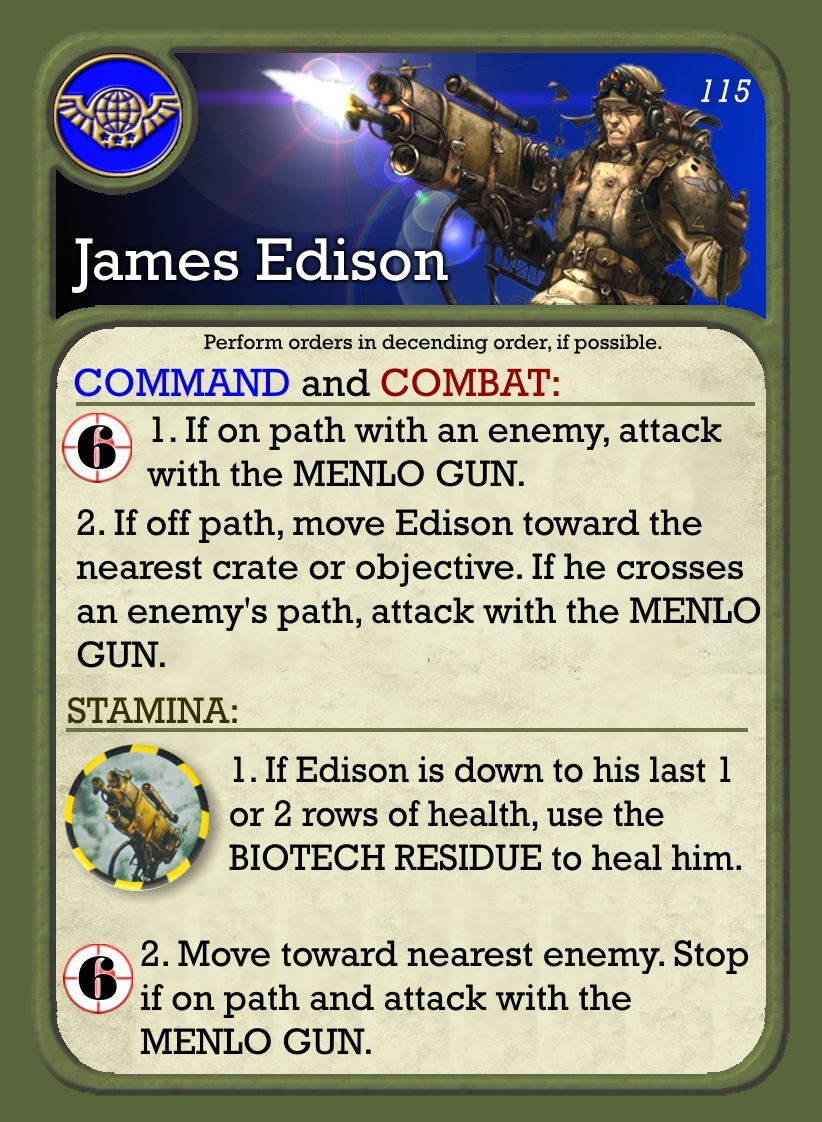 115
James Edison
Perform orders in decending order, if possible.
COMMAND and COMBAT:
6
1. If on path with an enemy, attack
with the MENLO GUN.
2. If off path, move Edison toward the
nearest crate or objective. If he crosses
an enemy's path, attack with the MENLO
GUN.
STAMINA:
1. If Edison is down to his last 1
or 2 rows of health, use the
BIOTECH RESIDUE to heal him.
6
2. Move toward nearest enemy. Stop
if on path and attack with the
MENLO GUN.